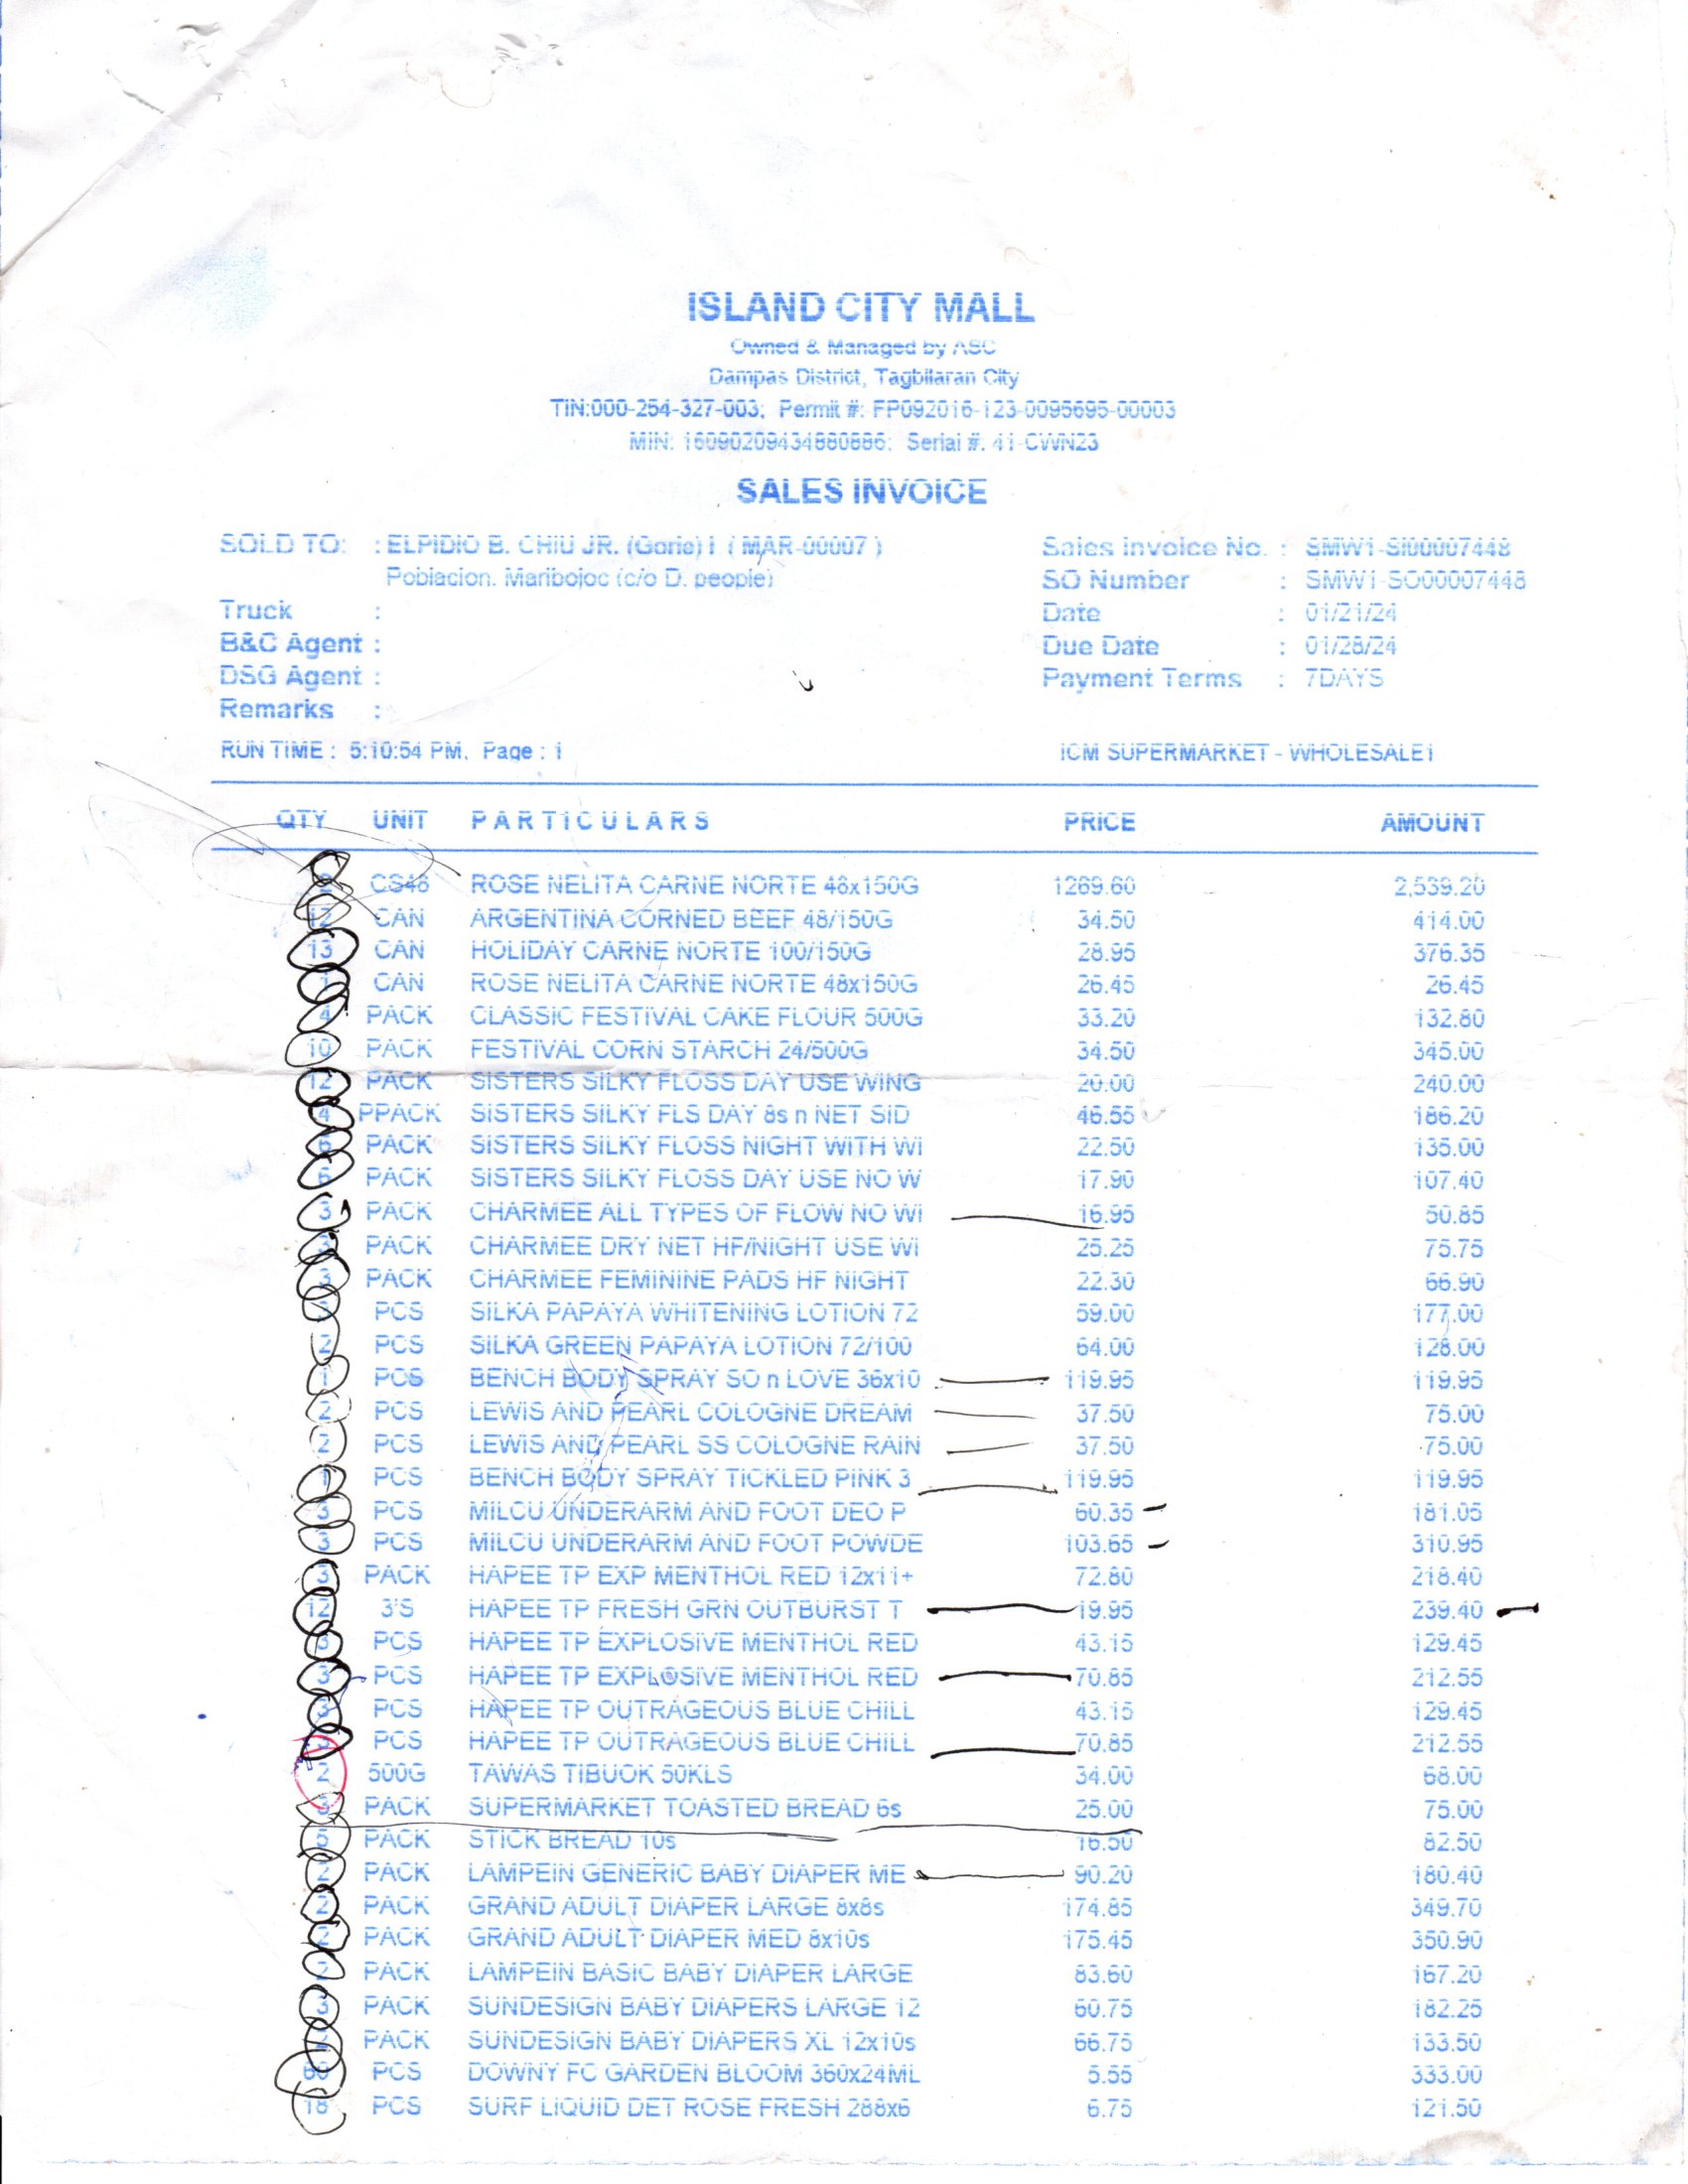 ISLAND CITY MALL
Owned & Managed by ASC
Dampas District, Tagbilaran City
TIN:000-254-327-003; Permit #: FP092016-123-0095695-00003
MIN: 16090209434880886; Serial #: 41-CWN23
SALES INVOICE
SOLD TO: : ELPIDIO B. CHIU JR. (Gorio) I ( MAR-00007 ) Sales Invoice No. : SMW1-SI00007448
Poblacion. Maribojoc (c/o D. people) SO Number : SMW1-SO00007448
Truck : Date : 01/21/24
B&C Agent : Due Date : 01/28/24
DSG Agent : Payment Terms : 7DAYS
Remarks :
RUN TIME : 5:10:54 PM, Page : 1 ICM SUPERMARKET - WHOLESALE1
QTY UNIT PARTICULARS PRICE AMOUNT
2 CS48 ROSE NELITA CARNE NORTE 48x150G 1269.60 2,539.20
12 CAN ARGENTINA CORNED BEEF 48/150G 34.50 414.00
13 CAN HOLIDAY CARNE NORTE 100/150G 28.95 376.35
1 CAN ROSE NELITA CARNE NORTE 48x150G 26.45 26.45
4 PACK CLASSIC FESTIVAL CAKE FLOUR 500G 33.20 132.80
10 PACK FESTIVAL CORN STARCH 24/500G 34.50 345.00
12 PACK SISTERS SILKY FLOSS DAY USE WING 20.00 240.00
4 PPACK SISTERS SILKY FLS DAY 8s n NET SID 46.55 186.20
6 PACK SISTERS SILKY FLOSS NIGHT WITH WI 22.50 135.00
6 PACK SISTERS SILKY FLOSS DAY USE NO W 17.90 107.40
3 PACK CHARMEE ALL TYPES OF FLOW NO WI 16.95 50.85
3 PACK CHARMEE DRY NET HF/NIGHT USE WI 25.25 75.75
3 PACK CHARMEE FEMININE PADS HF NIGHT 22.30 66.90
3 PCS SILKA PAPAYA WHITENING LOTION 72 59.00 177.00
2 PCS SILKA GREEN PAPAYA LOTION 72/100 64.00 128.00
1 PCS BENCH BODY SPRAY SO n LOVE 36x10 119.95 119.95
2 PCS LEWIS AND PEARL COLOGNE DREAM 37.50 75.00
2 PCS LEWIS AND PEARL SS COLOGNE RAIN 37.50 75.00
1 PCS BENCH BODY SPRAY TICKLED PINK 3 119.95 119.95
3 PCS MILCU UNDERARM AND FOOT DEO P 60.35 181.05
3 PCS MILCU UNDERARM AND FOOT POWDE 103.65 310.95
3 PACK HAPEE TP EXP MENTHOL RED 12x11+ 72.80 218.40
12 3'S HAPEE TP FRESH GRN OUTBURST T 19.95 239.40
3 PCS HAPEE TP EXPLOSIVE MENTHOL RED 43.15 129.45
3 PCS HAPEE TP EXPLOSIVE MENTHOL RED 70.85 212.55
3 PCS HAPEE TP OUTRAGEOUS BLUE CHILL 43.15 129.45
3 PCS HAPEE TP OUTRAGEOUS BLUE CHILL 70.85 212.55
2 500G TAWAS TIBUOK 50KLS 34.00 68.00
3 PACK SUPERMARKET TOASTED BREAD 6s 25.00 75.00
5 PACK STICK BREAD 10s 16.50 82.50
2 PACK LAMPEIN GENERIC BABY DIAPER ME 90.20 180.40
2 PACK GRAND ADULT DIAPER LARGE 8x8s 174.85 349.70
2 PACK GRAND ADULT DIAPER MED 8x10s 175.45 350.90
2 PACK LAMPEIN BASIC BABY DIAPER LARGE 83.60 167.20
3 PACK SUNDESIGN BABY DIAPERS LARGE 12 60.75 182.25
2 PACK SUNDESIGN BABY DIAPERS XL 12x10s 66.75 133.50
60 PCS DOWNY FC GARDEN BLOOM 360x24ML 5.55 333.00
18 PCS SURF LIQUID DET ROSE FRESH 288x6 6.75 121.50